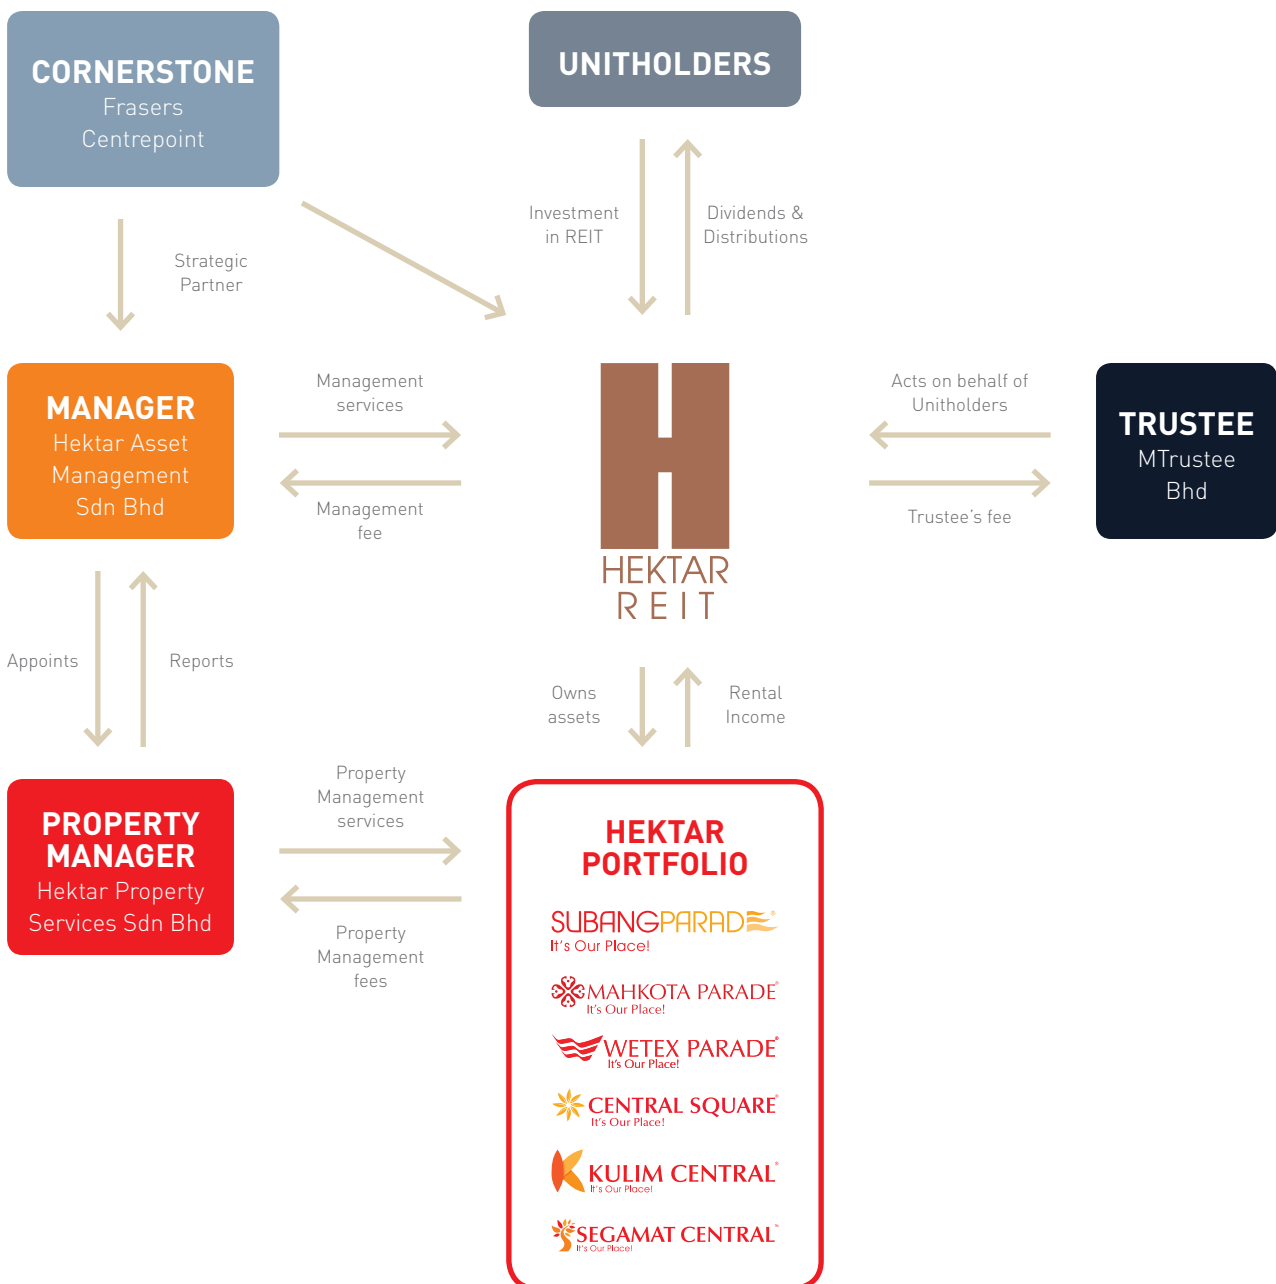 CORNERSTONE
Frasers
Centrepoint
UNITHOLDERS
Strategic
Partner
Investment
in REIT
Dividends &
Distributions
MANAGER
Hektar Asset
Management
Sdn Bhd
Management
services
Management
fee
HEKTAR
REIT
Acts on behalf of
Unitholders
Trustee's fee
TRUSTEE
MTrustee
Bhd
Appoints
Reports
Owns
assets
Rental
Income
PROPERTY
MANAGER
Hektar Property
Services Sdn Bhd
Property
Management
services
Property
Management
fees
HEKTAR
PORTFOLIO
SUBANGPARADE®
It's Our Place!
MAHKOTA PARADE®
It's Our Place!
WETEX PARADE®
It's Our Place!
CENTRAL SQUARE®
It's Our Place!
KULIM CENTRAL®
It's Our Place!
SEGAMAT CENTRAL
It's Our Place!